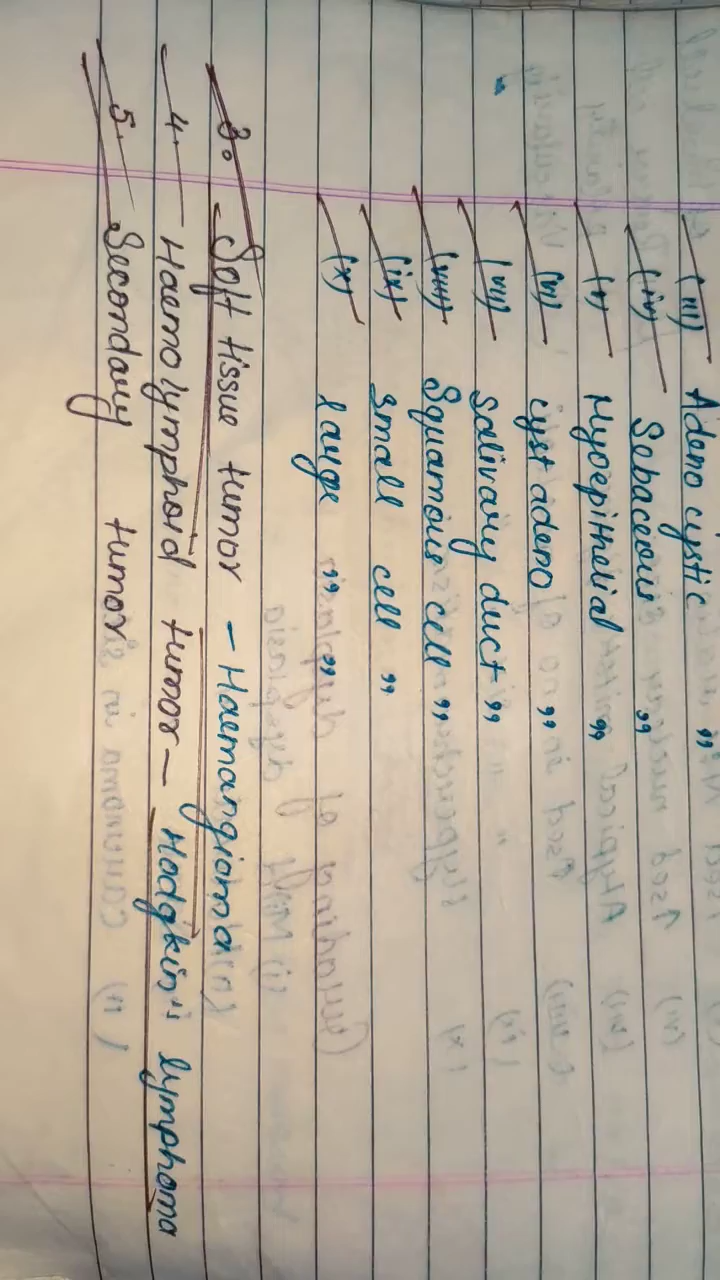 (iii) Adeno cystic ,,
(iv) Sebaceous ,,
(v) Myoepithelial ,,
(vi) cyst adeno ,,
(vii) Salivary duct ,,
(viii) Squamous cell ,,
(ix) small cell ,,
(x) large ,, ,,
3. Soft tissue tumor - Haemangioma
4. Haemolymphoid tumor - Hodgkin's lymphoma
5. Secondary tumor